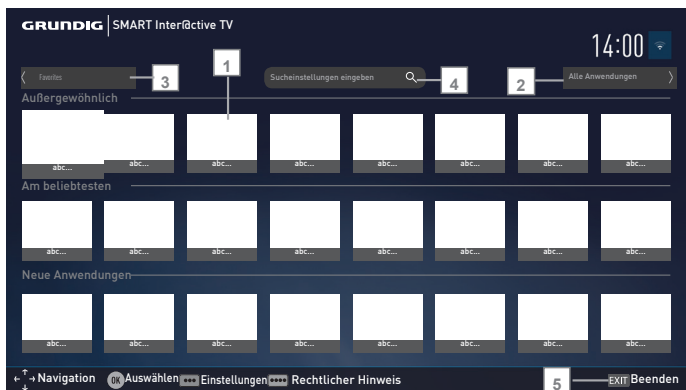 GRUNDIG SMART Inter@ctive TV
14:00
Favorites
3
1
Sucheinstellungen eingeben
4
2
Alle Anwendungen
Außergewöhnlich
abc... abc... abc... abc... abc... abc... abc... abc...
Am beliebtesten
abc... abc... abc... abc... abc... abc... abc... abc...
Neue Anwendungen
abc... abc... abc... abc... abc... abc... abc... abc...
Navigation OK Auswählen Einstellungen Rechtlicher Hinweis 5 EXIT Beenden